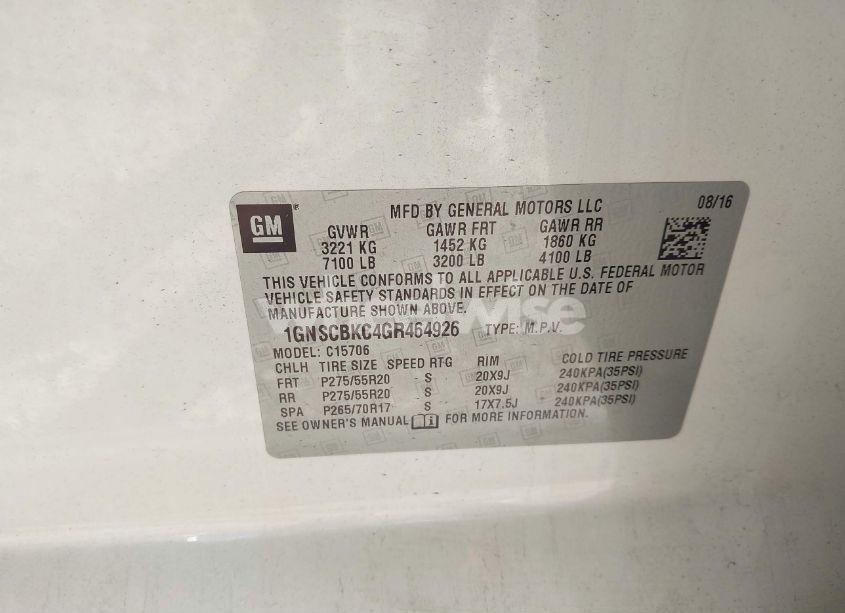 GM
MFD BY GENERAL MOTORS LLC 08/16
GVWR GAWR FRT GAWR RR
3221 KG 1452 KG 1860 KG
7100 LB 3200 LB 4100 LB
THIS VEHICLE CONFORMS TO ALL APPLICABLE U.S. FEDERAL MOTOR
VEHICLE SAFETY STANDARDS IN EFFECT ON THE DATE OF
MANUFACTURE SHOWN ABOVE.
1GNSCBKC4GR464926 TYPE: M.P.V.
MODEL: C15706
CHLH TIRE SIZE SPEED RTG RIM COLD TIRE PRESSURE
FRT P275/55R20 S 20X9J 240KPA(35PSI)
RR P275/55R20 S 20X9J 240KPA(35PSI)
SPA P265/70R17 S 17X7.5J 240KPA(35PSI)
SEE OWNER'S MANUAL FOR MORE INFORMATION.